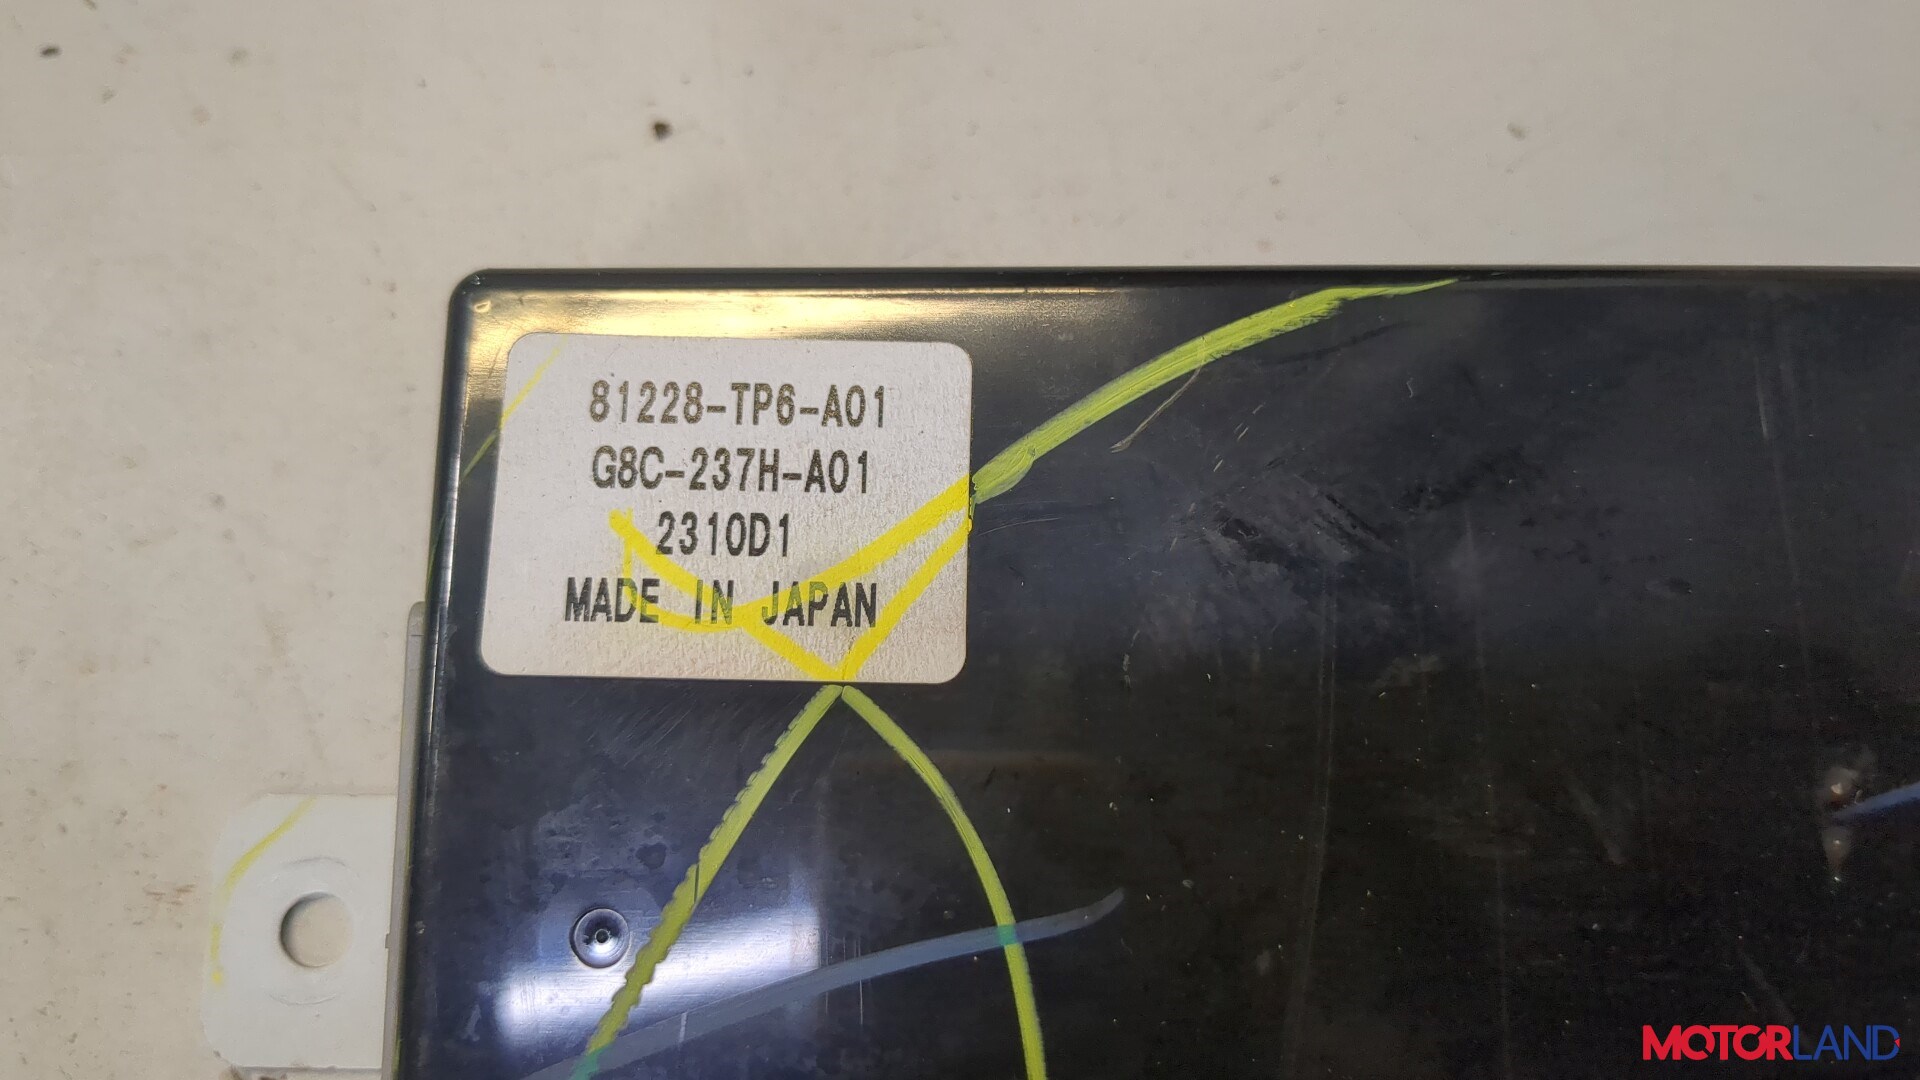 81228-TP6-A01
G8C-237H-A01
2310D1
MADE IN JAPAN
MOTORLAND